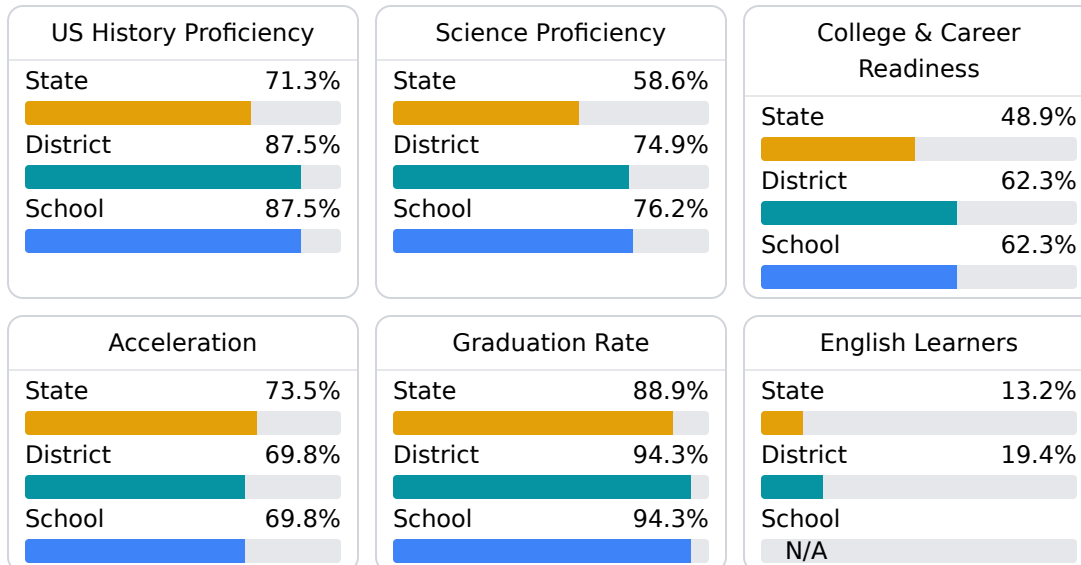 US History Proficiency
State 71.3%
District 87.5%
School 87.5%
Science Proficiency
State 58.6%
District 74.9%
School 76.2%
College & Career
Readiness
State 48.9%
District 62.3%
School 62.3%
Acceleration
State 73.5%
District 69.8%
School 69.8%
Graduation Rate
State 88.9%
District 94.3%
School 94.3%
English Learners
State 13.2%
District 19.4%
School
N/A